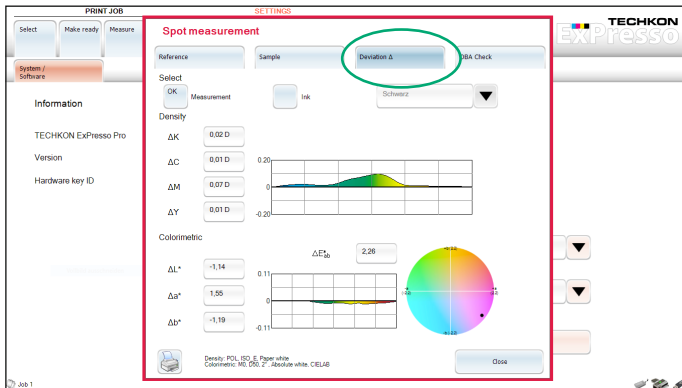 PRINT JOB
SETTINGS
Select
Make ready
Measure
TECHKON
ExPresso
System /
Software
Information
TECHKON ExPresso Pro
Version
Hardware key ID
Spot measurement
Reference
Sample
Deviation Δ
OBA Check
Select
OK
Measurement
Ink
Schwarz
Density
ΔK
0,02 D
ΔC
0,01 D
ΔM
0,07 D
ΔY
0,01 D
0.20
0
-0.20
Colorimetric
ΔE*ab
2,26
ΔL*
-1,14
Δa*
1,55
Δb*
-1,19
0.11
0
-0.11
Density: POL, ISO_E, Paper white
Colorimetric: M0, D50, 2°, Absolute white, CIELAB
Close
Job 1